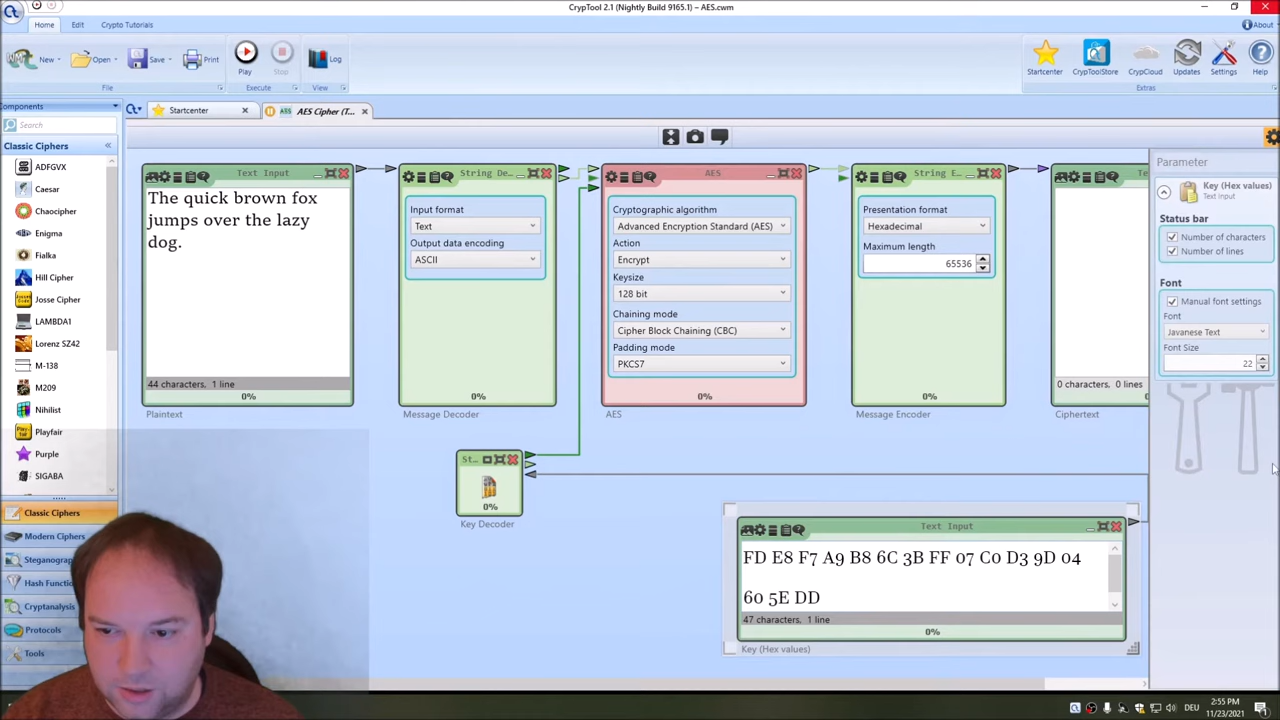 CrypTool 2.1 (Nightly Build 9165.1) – AES.cwm
Home Edit Crypto Tutorials
About
New Open Save Print Play Stop Log
Startcenter CrypToolStore CrypCloud Updates Settings Help
File Execute View Extras
Components
Startcenter
AES Cipher (T...
Search
Classic Ciphers
ADFGVX
Caesar
Chaocipher
Enigma
Fialka
Hill Cipher
Josse Cipher
LAMBDA1
Lorenz SZ42
M-138
M209
Nihilist
Playfair
Purple
SIGABA
Classic Ciphers
Modern Ciphers
Steganograp
Hash Function
Cryptanalysis
Protocols
Tools
Text Input
The quick brown fox
jumps over the lazy
dog.
44 characters, 1 line
0%
Plaintext
String De...
Input format
Text
Output data encoding
ASCII
0%
Message Decoder
AES
Cryptographic algorithm
Advanced Encryption Standard (AES)
Action
Encrypt
Keysize
128 bit
Chaining mode
Cipher Block Chaining (CBC)
Padding mode
PKCS7
0%
AES
String E...
Presentation format
Hexadecimal
Maximum length
65536
0%
Message Encoder
Te
0 characters, 0 lines
0%
Ciphertext
St...
0%
Key Decoder
Text Input
FD E8 F7 A9 B8 6C 3B FF 07 C0 D3 9D 04
60 5E DD
47 characters, 1 line
0%
Key (Hex values)
Parameter
Key (Hex values)
Text input
Status bar
Number of characters
Number of lines
Font
Manual font settings
Font
Javanese Text
Font Size
22
DEU
2:55 PM
11/23/2021